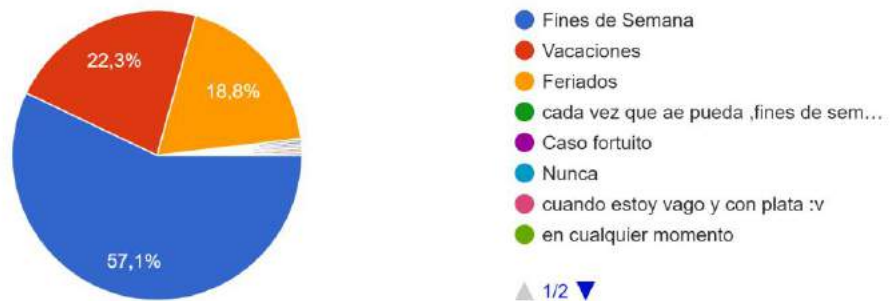 22,3%
18,8%
57,1%
Fines de Semana
Vacaciones
Feriados
cada vez que ae pueda ,fines de sem…
Caso fortuito
Nunca
cuando estoy vago y con plata :v
en cualquier momento
1/2